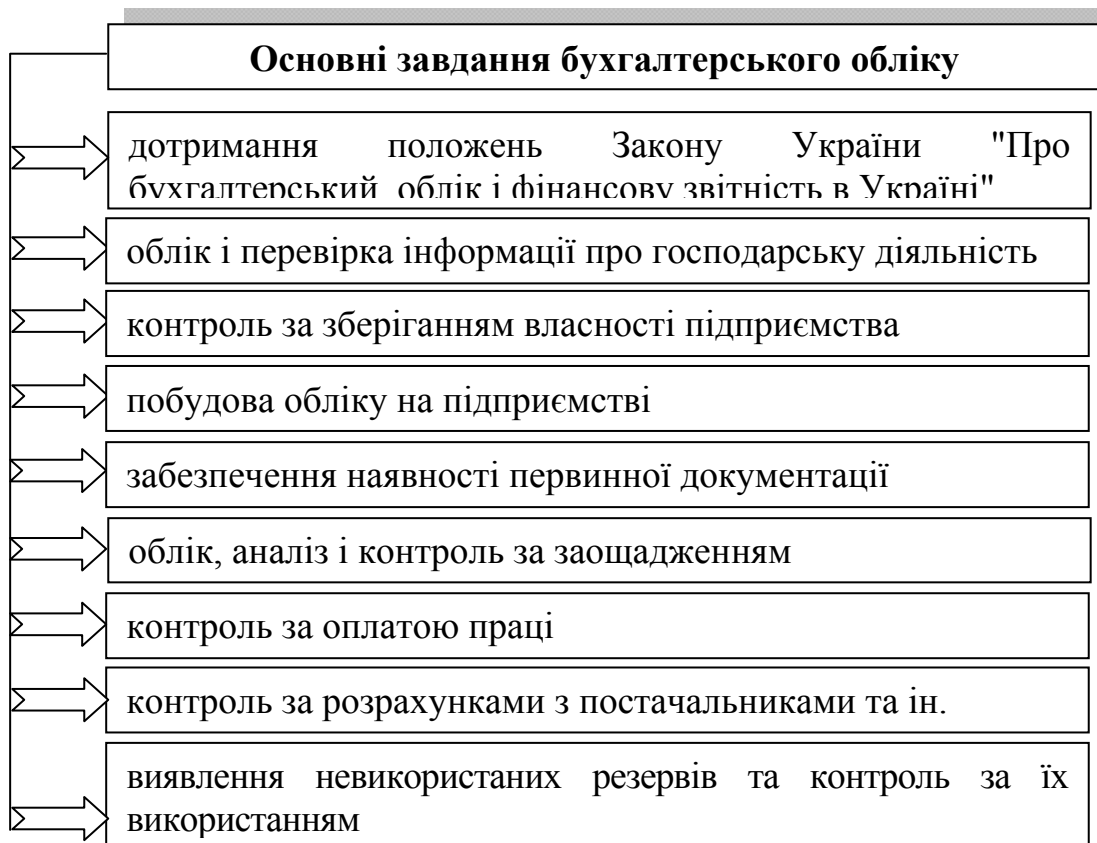 Основні завдання бухгалтерського обліку
дотримання положень Закону України "Про
бухгалтерський облік і фінансову звітність в Україні"
облік і перевірка інформації про господарську діяльність
контроль за зберіганням власності підприємства
побудова обліку на підприємстві
забезпечення наявності первинної документації
облік, аналіз і контроль за заощадженням
контроль за оплатою праці
контроль за розрахунками з постачальниками та ін.
виявлення невикористаних резервів та контроль за їх
використанням